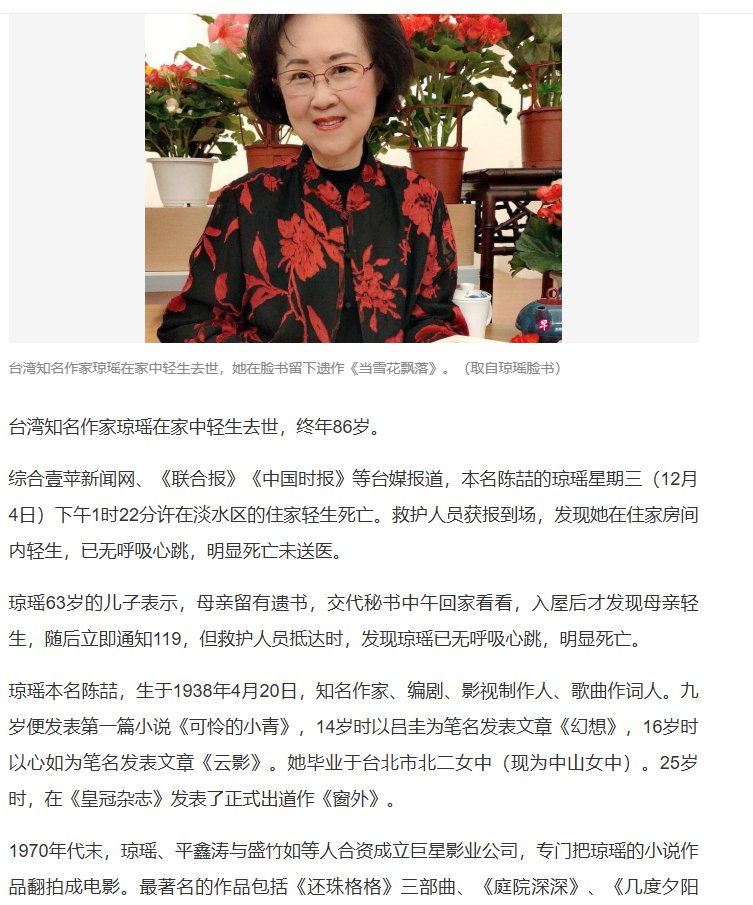 早
台湾知名作家琼瑶在家中轻生去世，她在脸书留下遗作《当雪花飘落》。（取自琼瑶脸书）
台湾知名作家琼瑶在家中轻生去世，终年86岁。
综合壹苹新闻网、《联合报》《中国时报》等台媒报道，本名陈喆的琼瑶星期三（12月
4日）下午1时22分许在淡水区的住家轻生死亡。救护人员获报到场，发现她在住家房间
内轻生，已无呼吸心跳，明显死亡未送医。
琼瑶63岁的儿子表示，母亲留有遗书，交代秘书中午回家看看，入屋后才发现母亲轻
生，随后立即通知119，但救护人员抵达时，发现琼瑶已无呼吸心跳，明显死亡。
琼瑶本名陈喆，生于1938年4月20日，知名作家、编剧、影视制作人、歌曲作词人。九
岁便发表第一篇小说《可怜的小青》，14岁时以吕圭为笔名发表文章《幻想》，16岁时
以心如为笔名发表文章《云影》。她毕业于台北市北二女中（现为中山女中）。25岁
时，在《皇冠杂志》发表了正式出道作《窗外》。
1970年代末，琼瑶、平鑫涛与盛竹如等人合资成立巨星影业公司，专门把琼瑶的小说作
品翻拍成电影。最著名的作品包括《还珠格格》三部曲、《庭院深深》、《几度夕阳